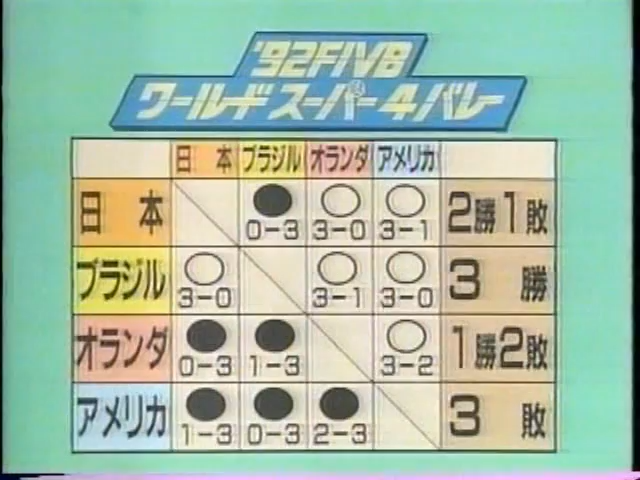 '92FIVB
ワールドスーパー4バレー
日本 ブラジル オランダ アメリカ
日本 0-3 3-0 3-1 2勝1敗
ブラジル 3-0 3-1 3-0 3勝
オランダ 0-3 1-3 3-2 1勝2敗
アメリカ 1-3 0-3 2-3 3敗